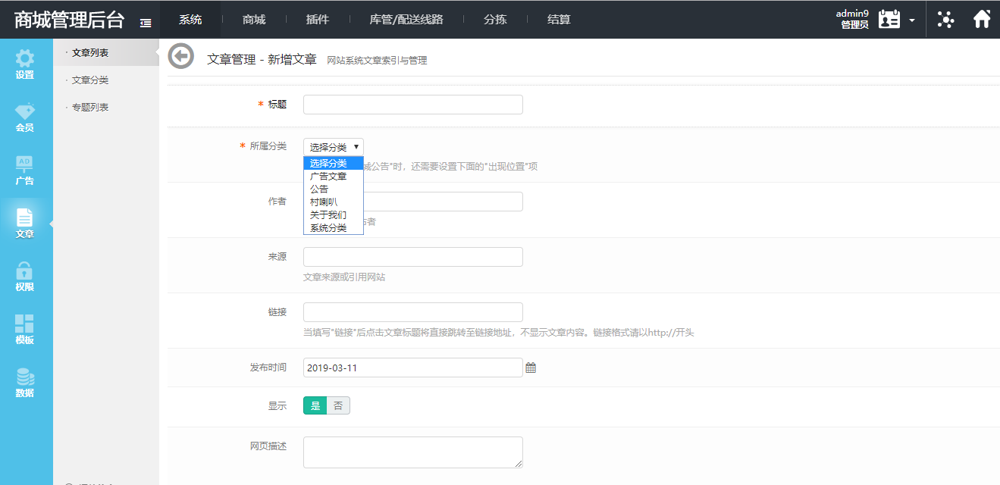 商城管理后台
系统
商城
插件
库管/配送线路
分拣
结算
admin9
管理员
设置
会员
AD
广告
文章
权限
模板
数据
· 文章列表
· 文章分类
· 专题列表
文章管理 - 新增文章 网站系统文章索引与管理
* 标题
* 所属分类
选择分类
选择分类
广告文章
公告
村喇叭
关于我们
系统分类
城公告"时，还需要设置下面的"出现位置"项
作者
者
来源
文章来源或引用网站
链接
当填写"链接"后点击文章标题将直接跳转至链接地址，不显示文章内容。链接格式请以http://开头
发布时间
2019-03-11
显示
是 否
网页描述